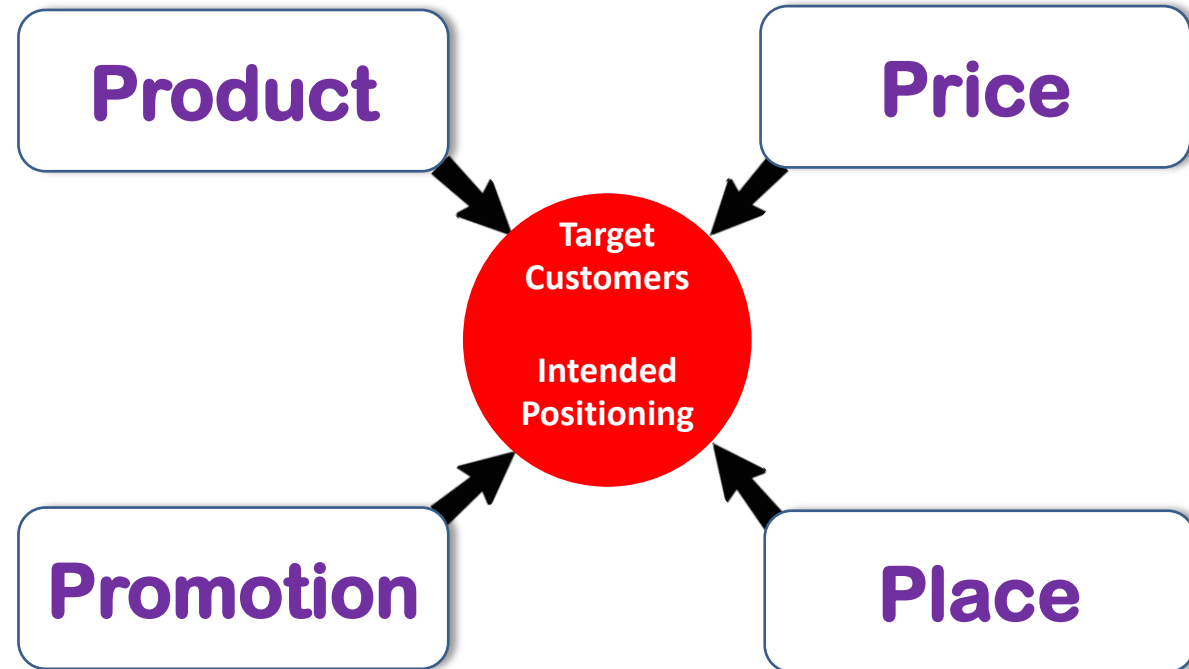 Product
Price
Target
Customers
Intended
Positioning
Promotion
Place